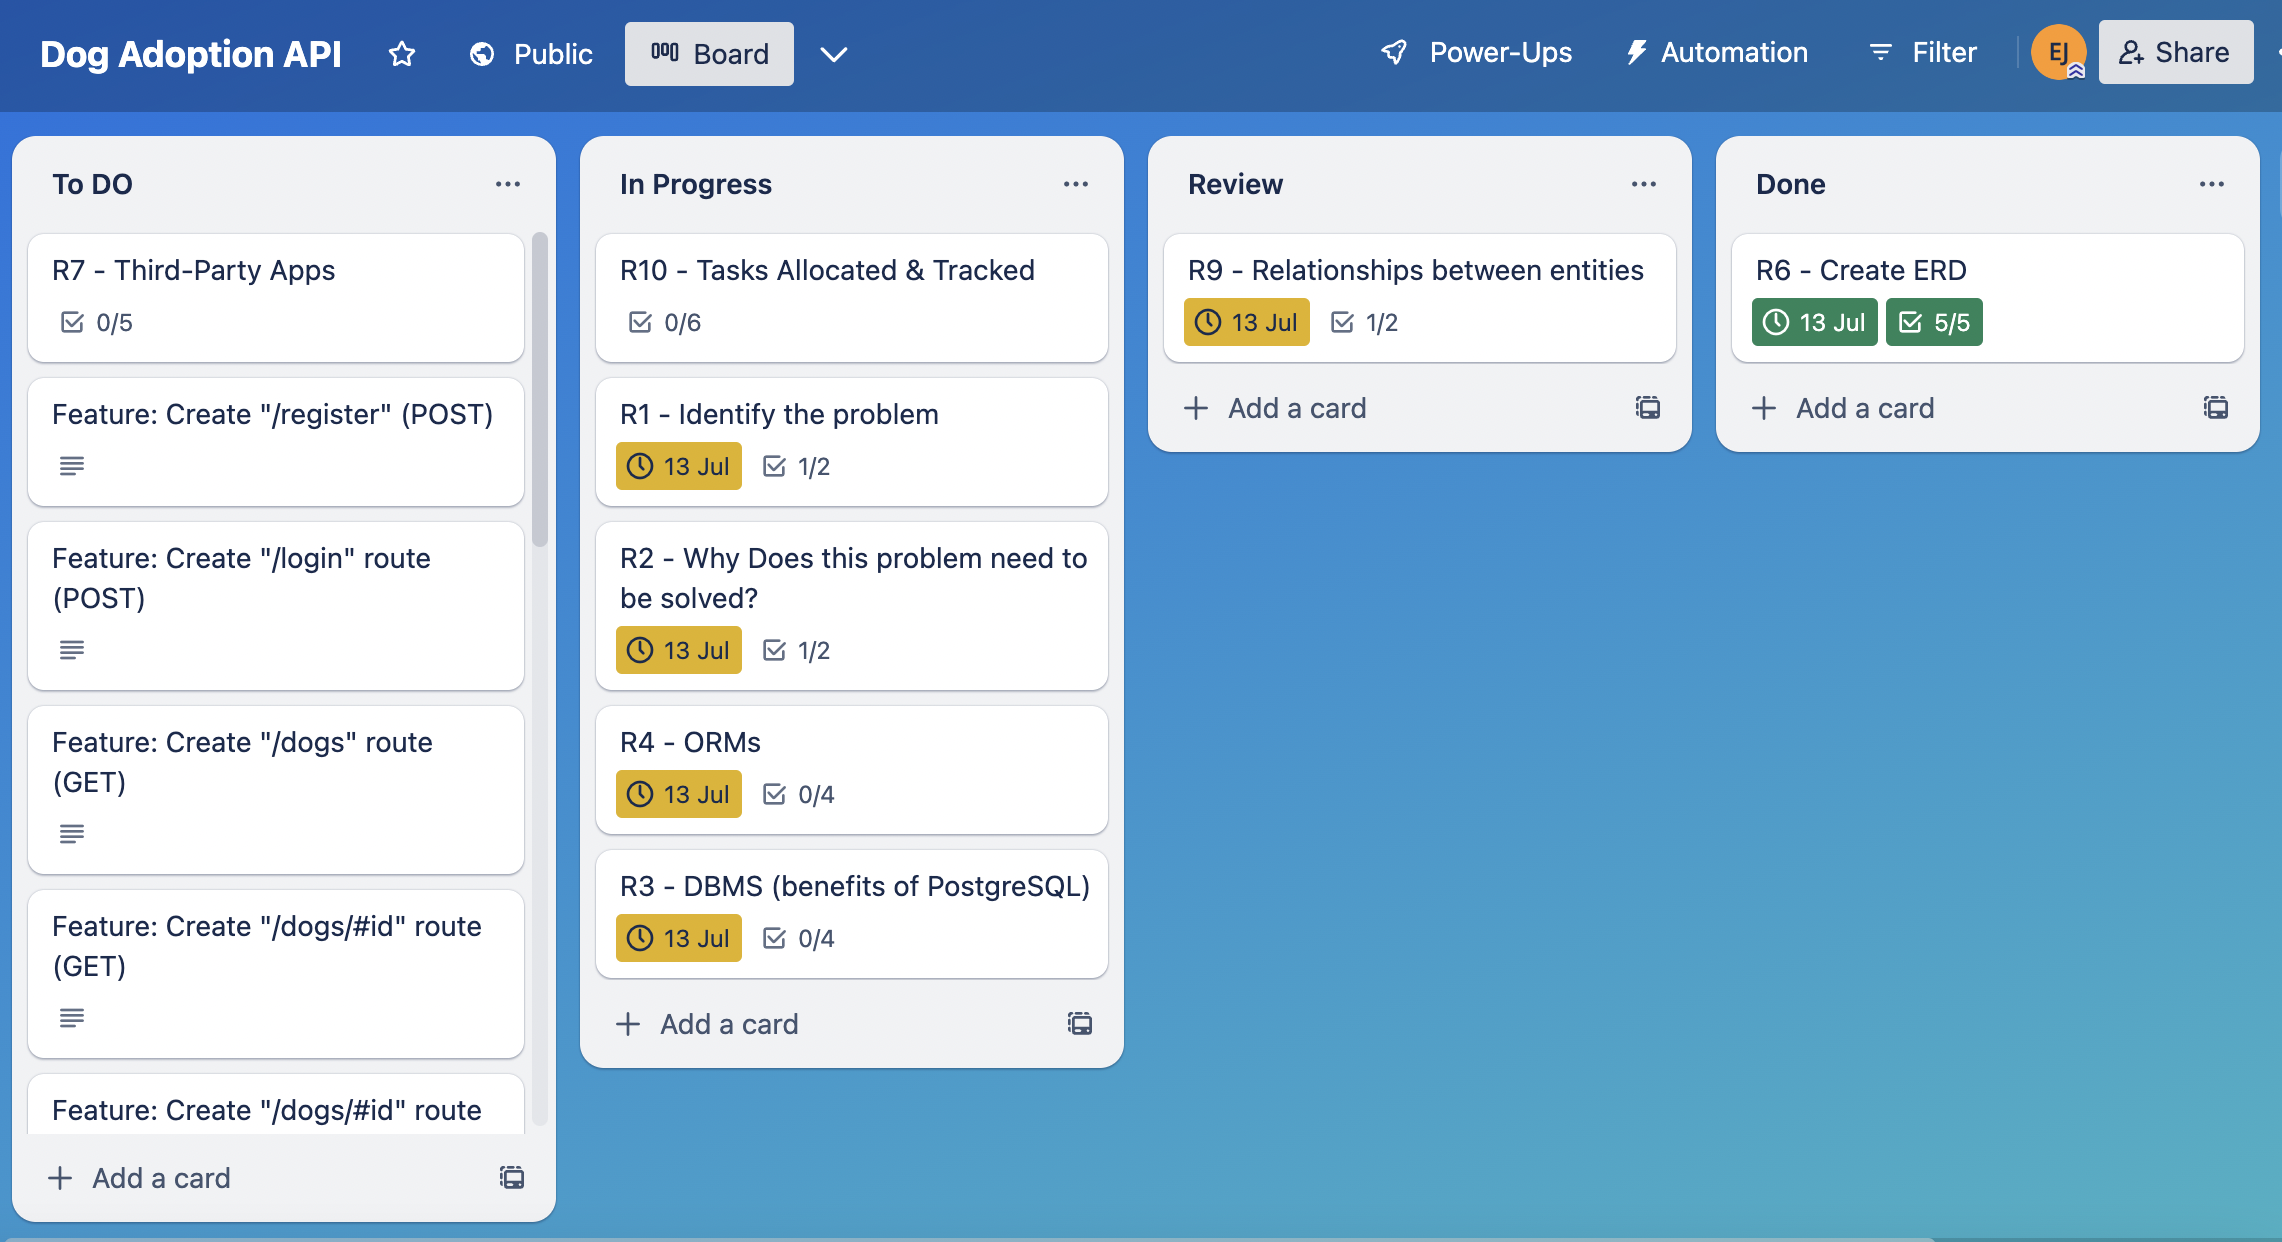 Dog Adoption API
Public
Board
Power-Ups
Automation
Filter
EJ
Share
To DO
R7 - Third-Party Apps
0/5
Feature: Create "/register" (POST)
Feature: Create "/login" route
(POST)
Feature: Create "/dogs" route
(GET)
Feature: Create "/dogs/#id" route
(GET)
Feature: Create "/dogs/#id" route
Add a card
In Progress
R10 - Tasks Allocated & Tracked
0/6
R1 - Identify the problem
13 Jul 1/2
R2 - Why Does this problem need to
be solved?
13 Jul 1/2
R4 - ORMs
13 Jul 0/4
R3 - DBMS (benefits of PostgreSQL)
13 Jul 0/4
Add a card
Review
R9 - Relationships between entities
13 Jul 1/2
Add a card
Done
R6 - Create ERD
13 Jul 5/5
Add a card